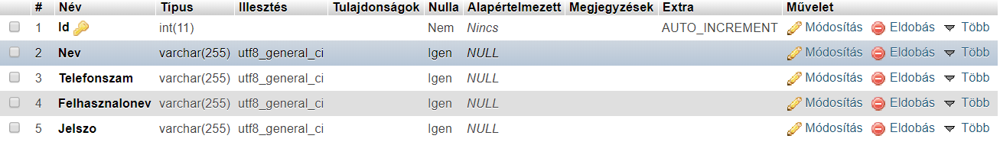 # Név Típus Illesztés Tulajdonságok Nulla Alapértelmezett Megjegyzések Extra Művelet
1 Id int(11) Nem Nincs AUTO_INCREMENT Módosítás Eldobás Több
2 Nev varchar(255) utf8_general_ci Igen NULL Módosítás Eldobás Több
3 Telefonszam varchar(255) utf8_general_ci Igen NULL Módosítás Eldobás Több
4 Felhasznalonev varchar(255) utf8_general_ci Igen NULL Módosítás Eldobás Több
5 Jelszo varchar(255) utf8_general_ci Igen NULL Módosítás Eldobás Több